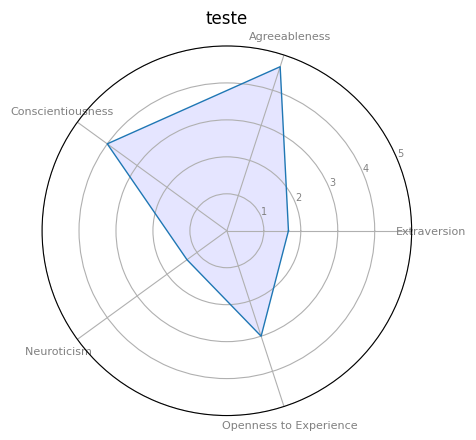 teste
Agreeableness
Conscientiousness
5
4
3
2
1
Extraversion
Neuroticism
Openness to Experience